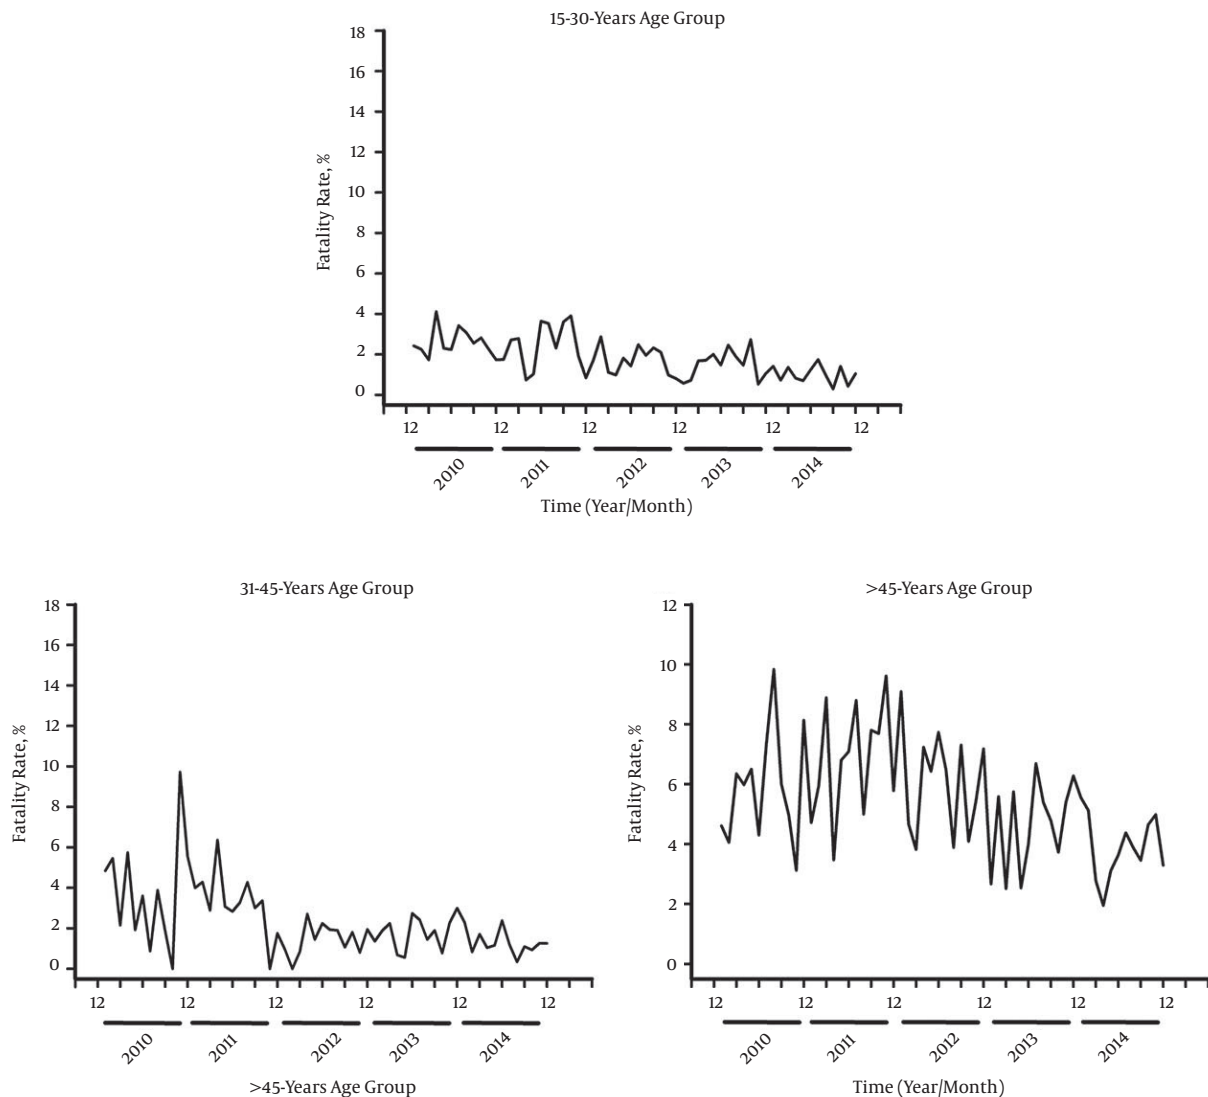 15-30-Years Age Group
18
16
14
12
10
8
6
4
2
0
Fatality Rate, %
12 12 12 12 12 12
2010 2011 2012 2013 2014
Time (Year/Month)
31-45-Years Age Group
18
16
14
12
10
8
6
4
2
0
Fatality Rate, %
12 12 12 12 12 12
2010 2011 2012 2013 2014
>45-Years Age Group
>45-Years Age Group
12
10
8
6
4
2
0
Fatality Rate, %
12 12 12 12 12 12
2010 2011 2012 2013 2014
Time (Year/Month)